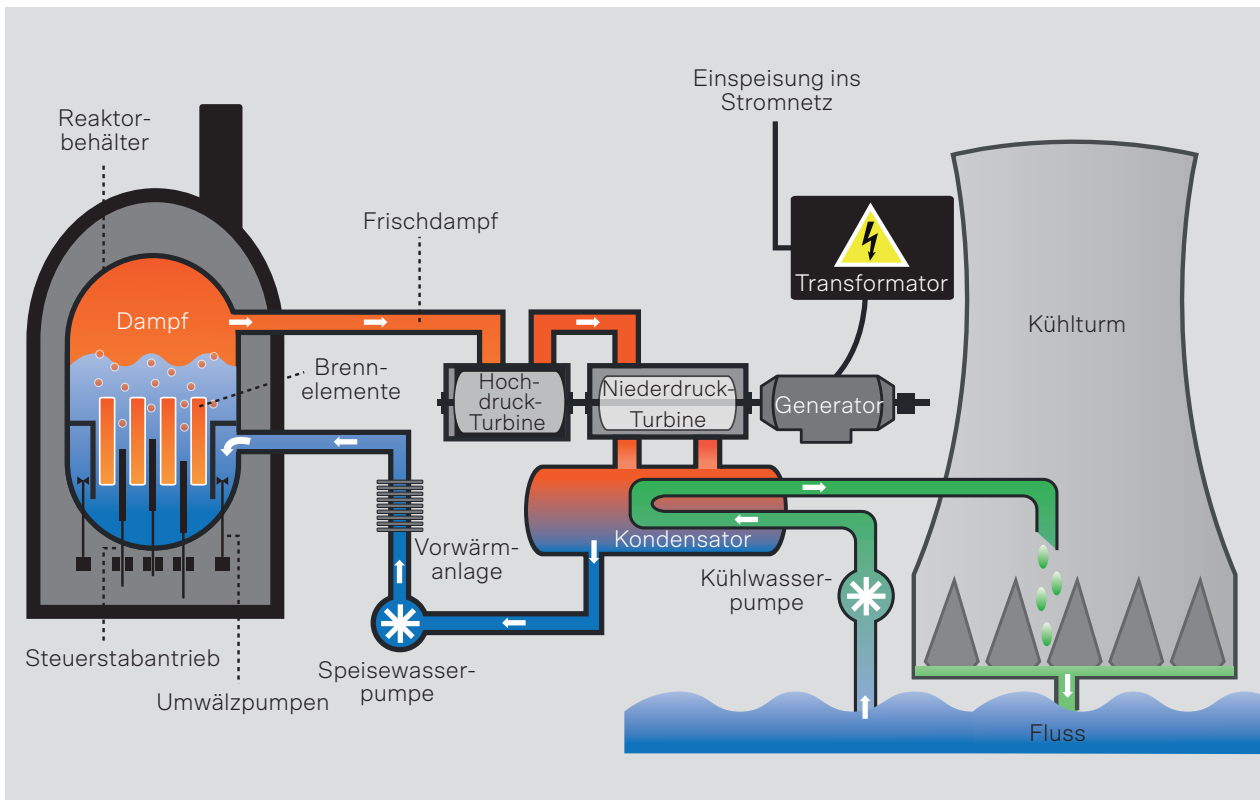 Einspeisung ins
Stromnetz
Reaktor-
behälter
Frischdampf
Transformator
Dampf
Kühlturm
Brenn-
elemente
Hoch-
druck-
Turbine
Niederdruck-
Turbine
Generator
Kondensator
Vorwärm-
anlage
Kühlwasser-
pumpe
Steuerstabantrieb
Speisewasser-
pumpe
Umwälzpumpen
Fluss